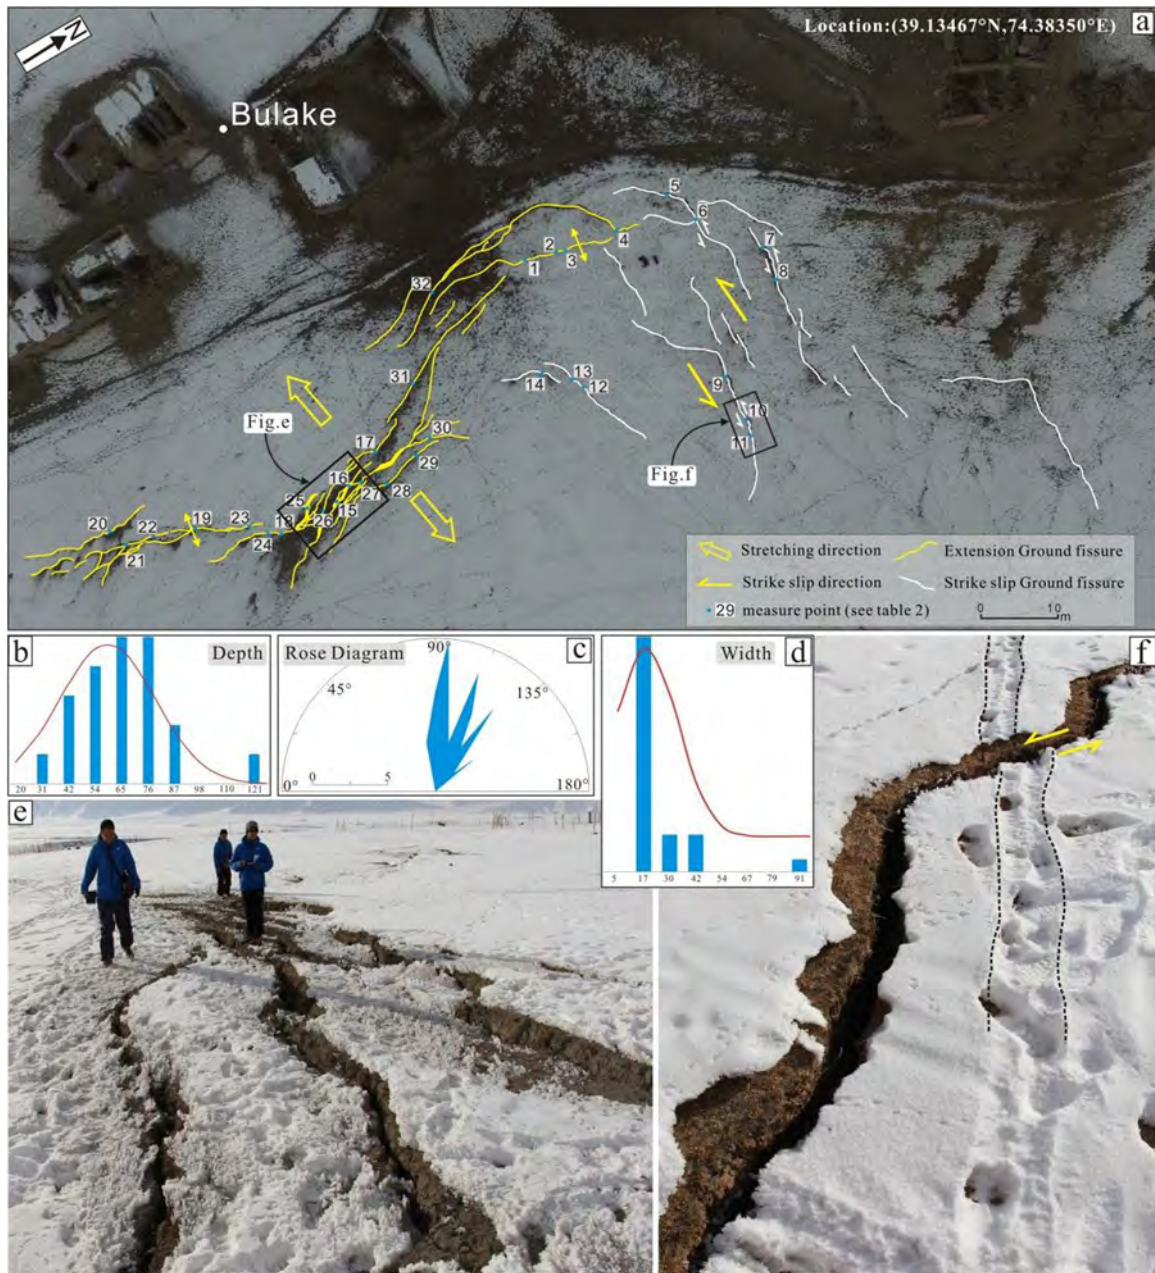 Location:(39.13467°N,74.38350°E)
a
N
Bulake
5
6
4
7
2
3
1
8
32
9
13
14
12
31
10
11
Fig.e
Fig.f
17
30
29
16
28
27
25
15
26
18
20
22
19
23
24
21
Stretching direction
Extension Ground fissure
Strike slip direction
Strike slip Ground fissure
29 measure point (see table 2)
0 10
m
b
Depth
20 31 42 54 65 76 87 98 110 121
Rose Diagram
c
90°
45°
135°
0°
180°
0 5
Width
d
5 17 30 42 54 67 79 91
e
f